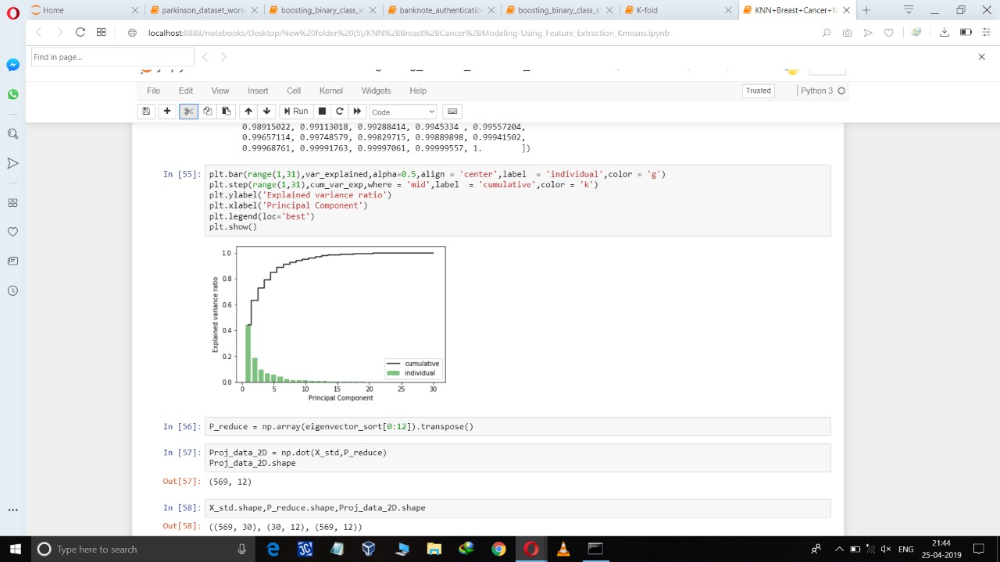 Home
parkinson_dataset_work
boosting_binary_class_k
banknote_authentication
boosting_binary_class_k
K-fold
KNN+Breast+Cancer+M
localhost:8888/notebooks/Desktop/New%20folder%20(5)/KNN%2BBreast%2BCancer%2BModeling-Using_Feature_Extraction_Kmeans.ipynb
Find in page...
File Edit View Insert Cell Kernel Widgets Help Trusted Python 3
Run Code
0.98915022, 0.99113018, 0.99288414, 0.9945334 , 0.99557204,
0.99657114, 0.99748579, 0.99829715, 0.99889898, 0.99941502,
0.99968761, 0.99991763, 0.99997061, 0.99999557, 1. ])
In [55]: plt.bar(range(1,31),var_explained,alpha=0.5,align = 'center',label  = 'individual',color = 'g')
plt.step(range(1,31),cum_var_exp,where = 'mid',label  = 'cumulative',color = 'k')
plt.ylabel('Explained variance ratio')
plt.xlabel('Principal Component')
plt.legend(loc='best')
plt.show()
1.0
0.8
0.6
0.4
0.2
0.0
Explained variance ratio
cumulative
individual
0 5 10 15 20 25 30
Principal Component
In [56]: P_reduce = np.array(eigenvector_sort[0:12]).transpose()
In [57]: Proj_data_2D = np.dot(X_std,P_reduce)
Proj_data_2D.shape
Out[57]: (569, 12)
In [58]: X_std.shape,P_reduce.shape,Proj_data_2D.shape
Out[58]: ((569, 30), (30, 12), (569, 12))
Type here to search
ENG
21:44
25-04-2019